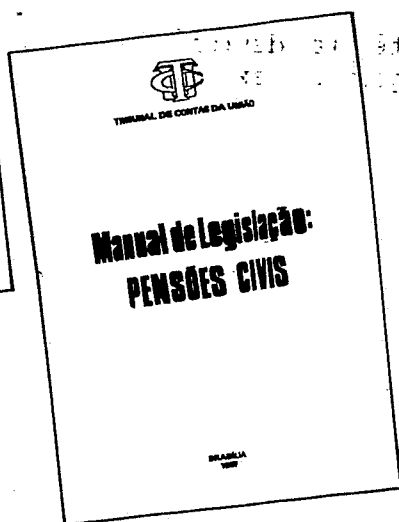 TRIBUNAL DE CONTAS DA UNIÃO
Manual de Legislação:
PENSÕES CIVIS
BRASÍLIA